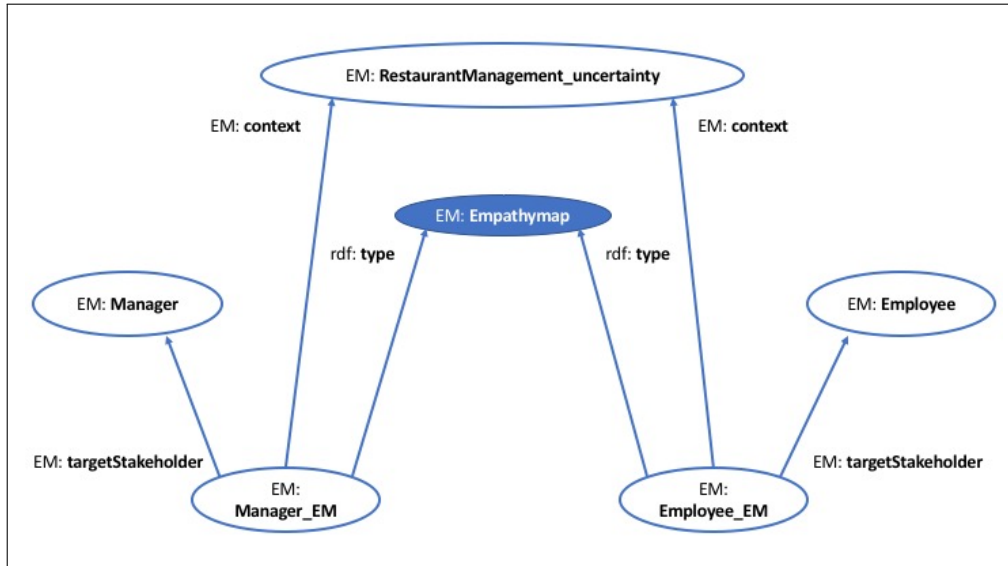 EM: RestaurantManagement_uncertainty
EM: context
EM: context
EM: Empathymap
rdf: type
rdf: type
EM: Manager
EM: Employee
EM: targetStakeholder
EM: targetStakeholder
EM:
Manager_EM
EM:
Employee_EM